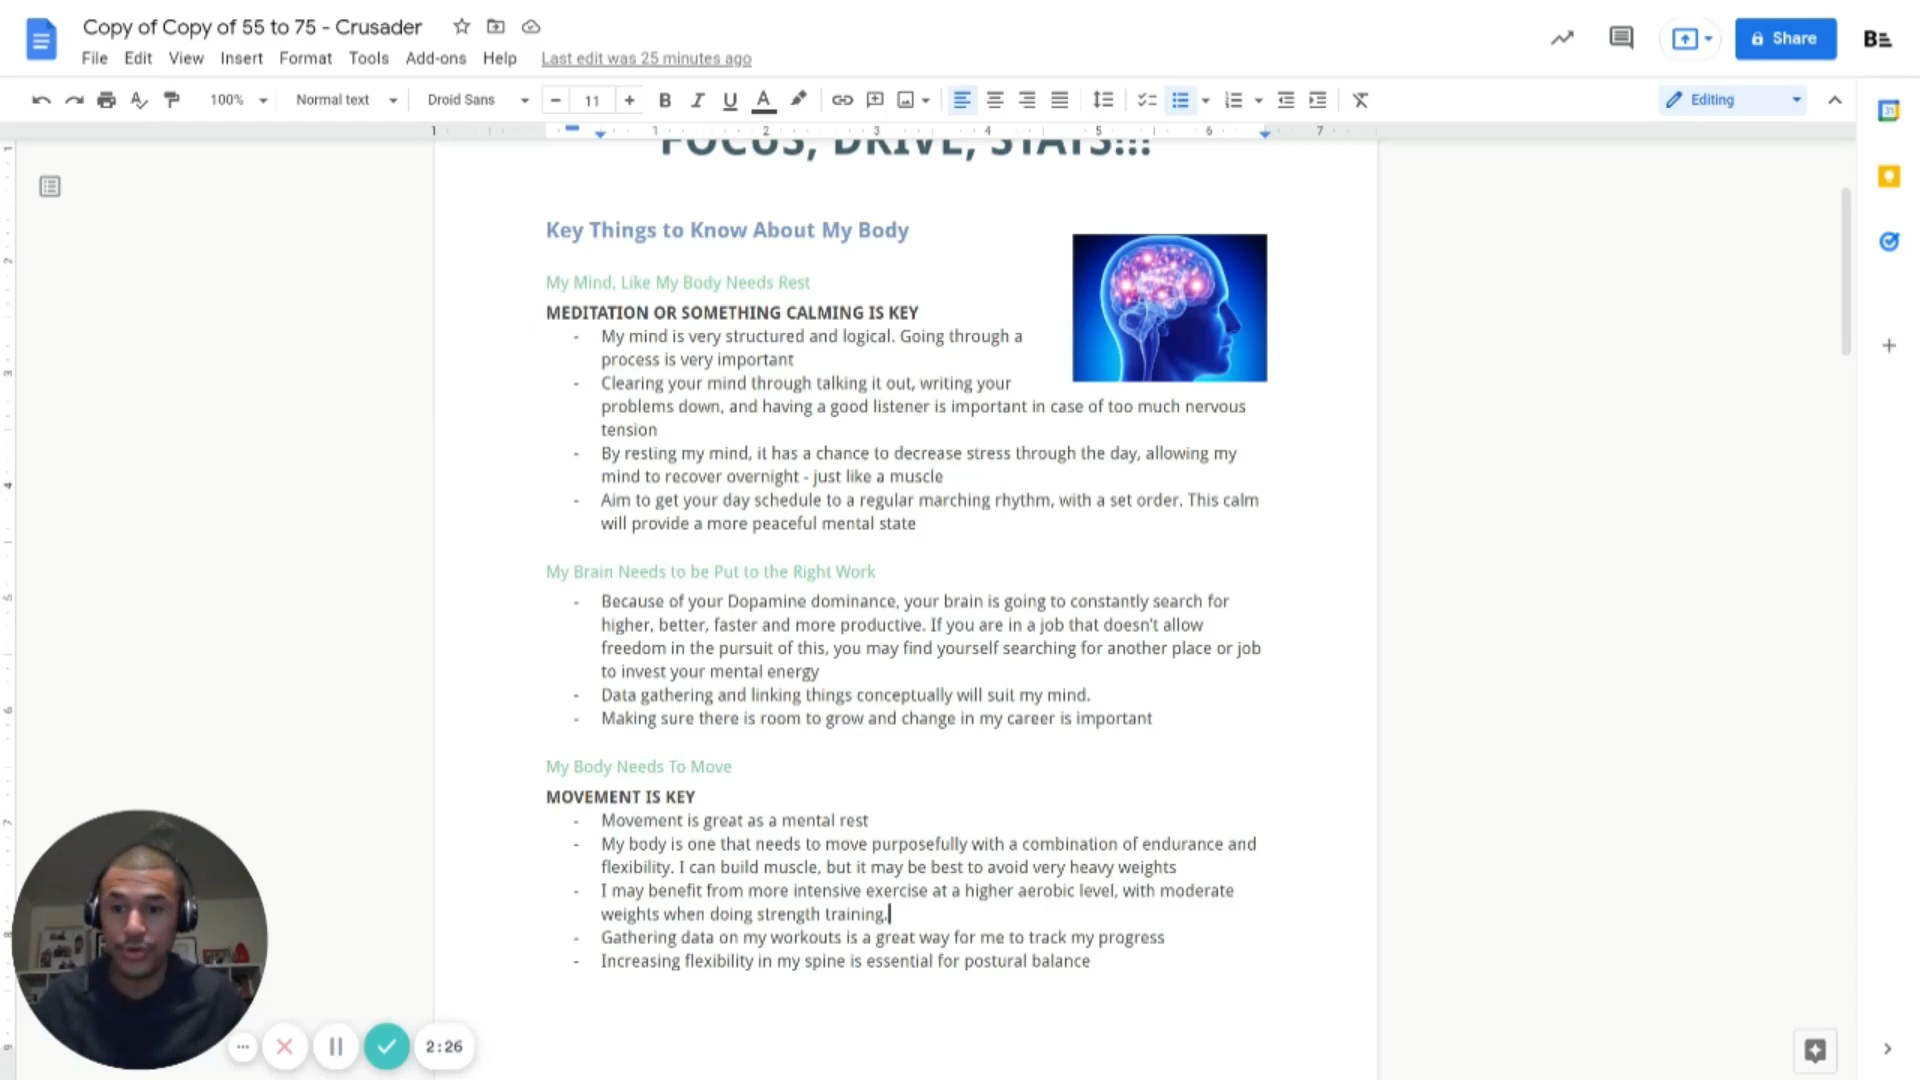 Copy of Copy of 55 to 75 - Crusader
File Edit View Insert Format Tools Add-ons Help Last edit was 25 minutes ago
Share
100% Normal text Droid Sans 11 Editing
1 1 2 3 4 5 6 7
FOCUS, DRIVE, STATS!!!
Key Things to Know About My Body
My Mind, Like My Body Needs Rest
MEDITATION OR SOMETHING CALMING IS KEY
- My mind is very structured and logical. Going through a
process is very important
- Clearing your mind through talking it out, writing your
problems down, and having a good listener is important in case of too much nervous
tension
- By resting my mind, it has a chance to decrease stress through the day, allowing my
mind to recover overnight - just like a muscle
- Aim to get your day schedule to a regular marching rhythm, with a set order. This calm
will provide a more peaceful mental state
My Brain Needs to be Put to the Right Work
- Because of your Dopamine dominance, your brain is going to constantly search for
higher, better, faster and more productive. If you are in a job that doesn't allow
freedom in the pursuit of this, you may find yourself searching for another place or job
to invest your mental energy
- Data gathering and linking things conceptually will suit my mind.
- Making sure there is room to grow and change in my career is important
My Body Needs To Move
MOVEMENT IS KEY
- Movement is great as a mental rest
- My body is one that needs to move purposefully with a combination of endurance and
flexibility. I can build muscle, but it may be best to avoid very heavy weights
- I may benefit from more intensive exercise at a higher aerobic level, with moderate
weights when doing strength training.
- Gathering data on my workouts is a great way for me to track my progress
- Increasing flexibility in my spine is essential for postural balance
2:26